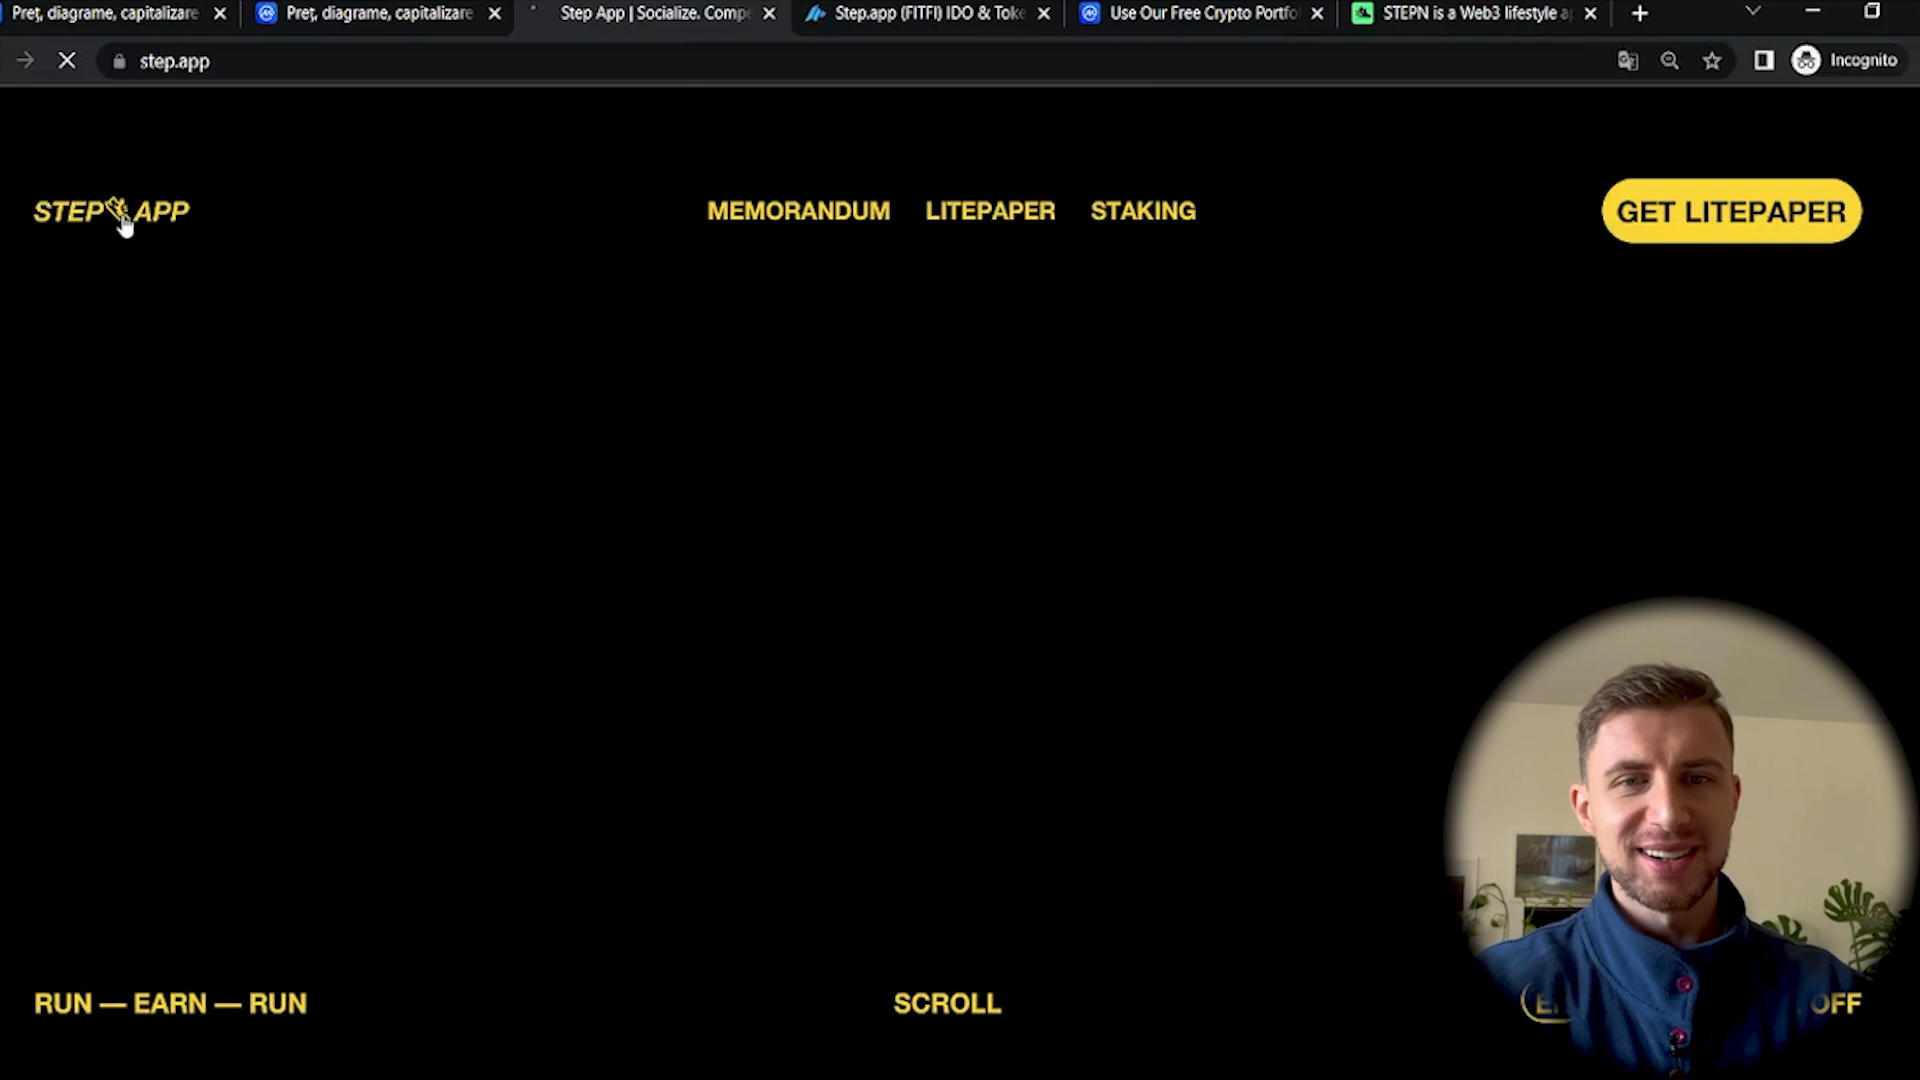 Preț, diagrame, capitalizare
Preț, diagrame, capitalizare
Step App | Socialize. Compe
Step.app (FITFI) IDO & Toke
Use Our Free Crypto Portfo
STEPN is a Web3 lifestyle a
step.app
Incognito
STEP APP
MEMORANDUM
LITEPAPER
STAKING
GET LITEPAPER
RUN — EARN — RUN
SCROLL
OFF